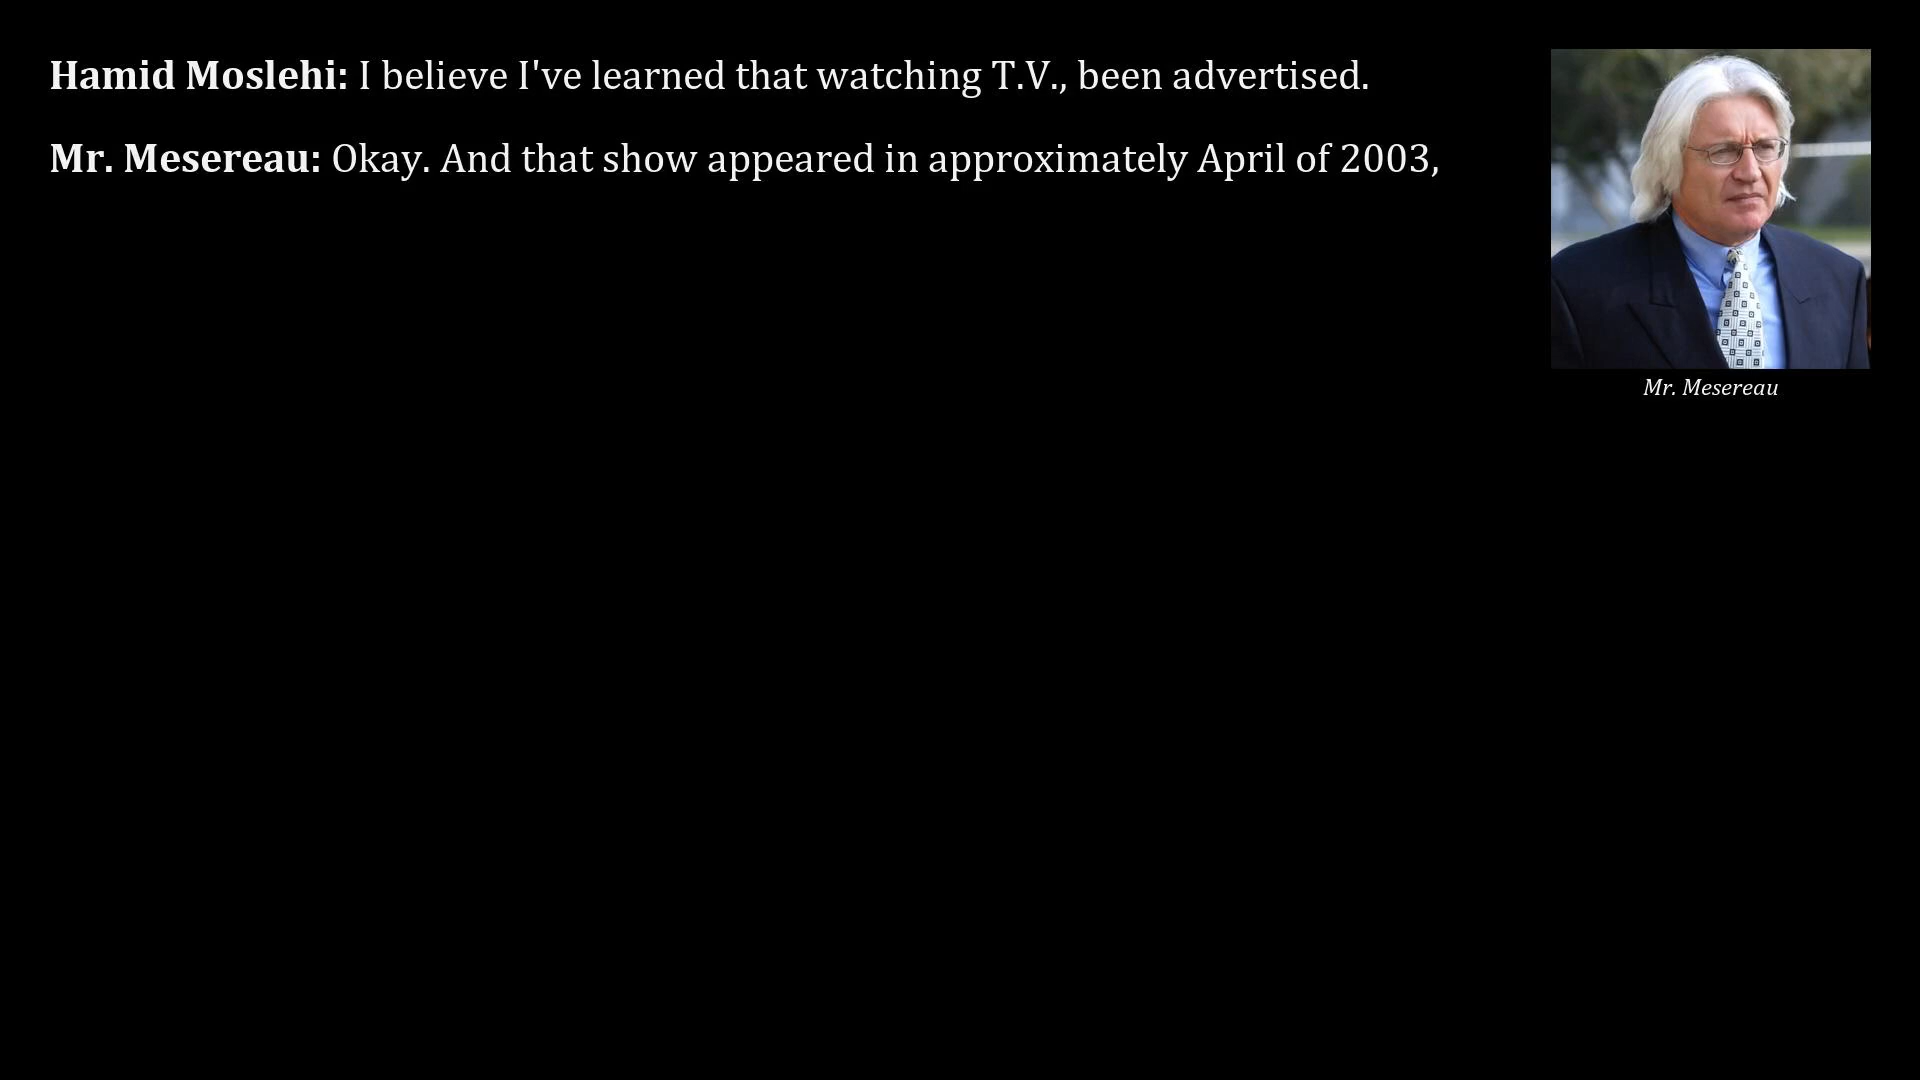 Hamid Moslehi: I believe I've learned that watching T.V., been advertised.
Mr. Mesereau: Okay. And that show appeared in approximately April of 2003,
Mr. Mesereau